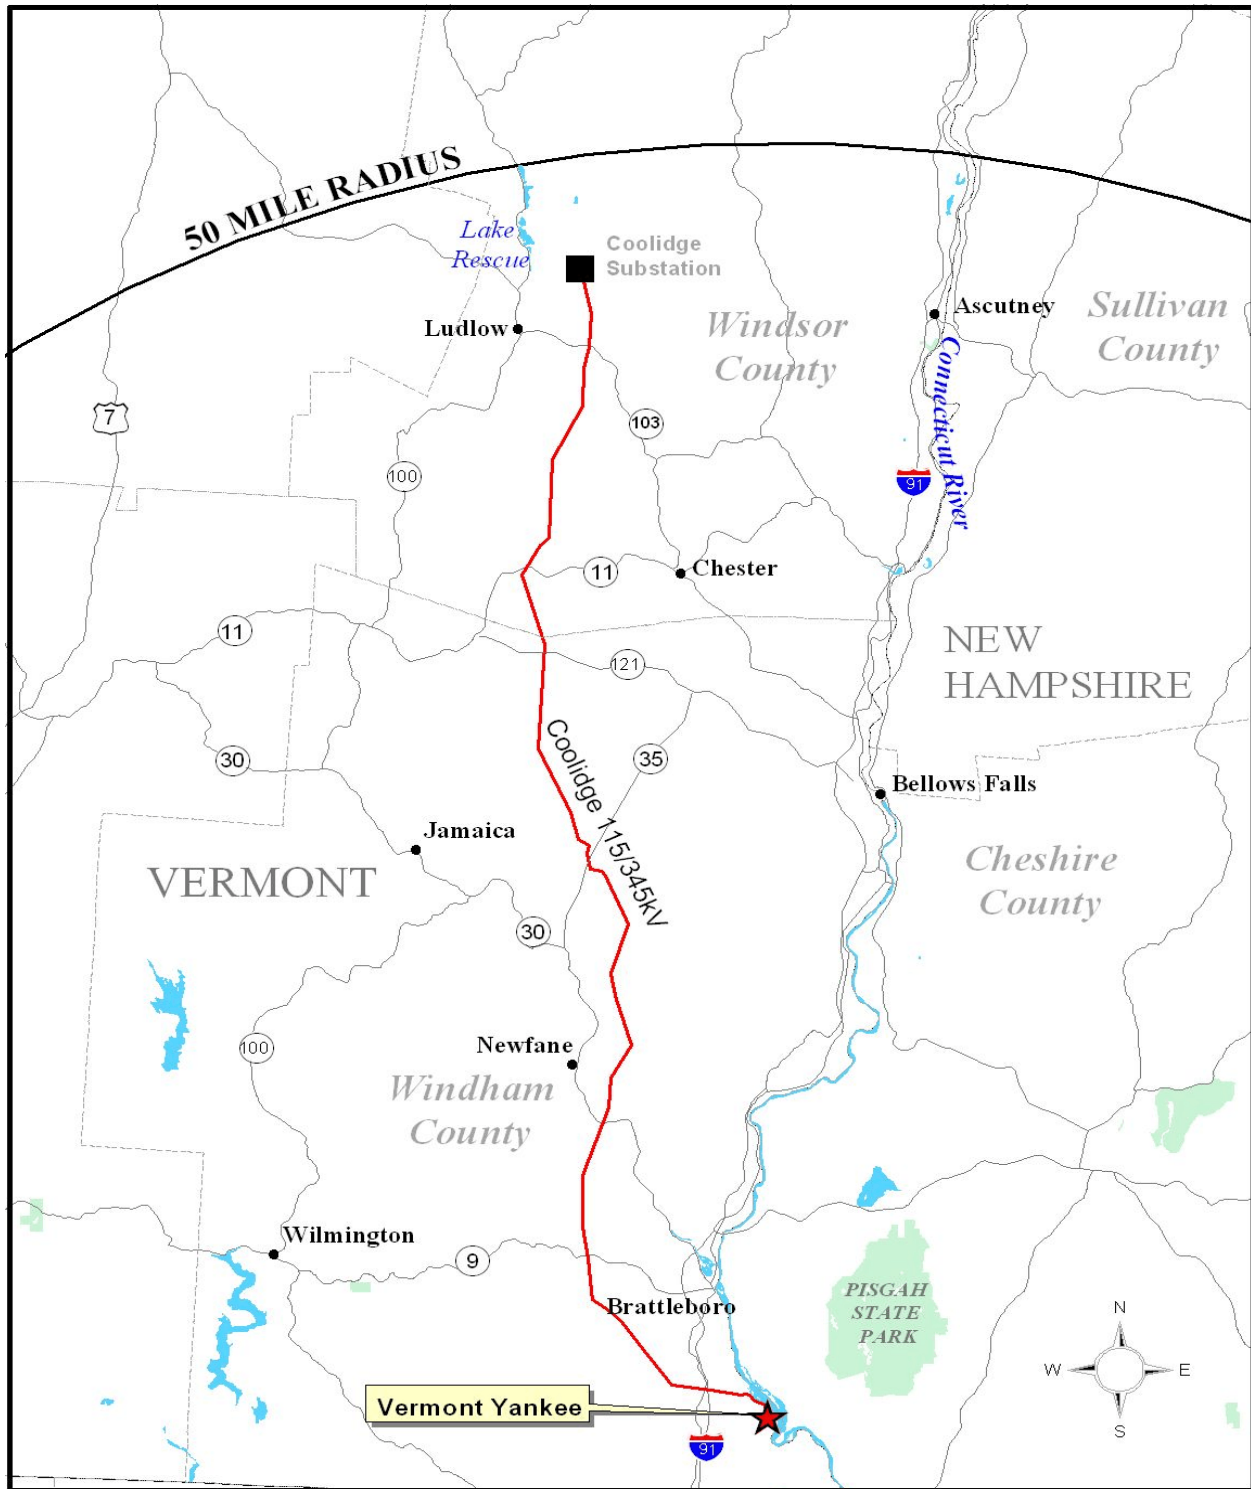 50 MILE RADIUS
Lake
Rescue
Coolidge
Substation
Ludlow
Windsor
County
Ascutney
Sullivan
County
Connecticut River
7
103
100
91
11
Chester
11
121
NEW
HAMPSHIRE
30
35
Coolidge 115/345kV
Bellows Falls
Jamaica
VERMONT
Cheshire
County
30
100
Newfane
Windham
County
Wilmington
9
Brattleboro
PISGAH
STATE
PARK
N
W
E
S
Vermont Yankee
91